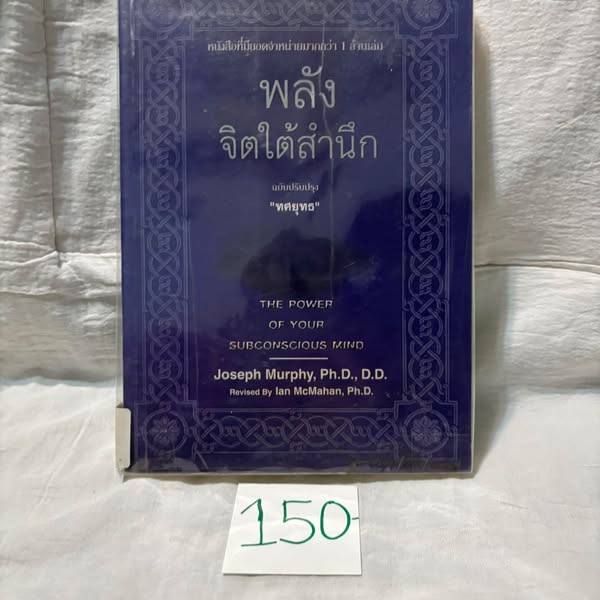 หนังสือที่มียอดจำหน่ายมากกว่า 1 ล้านเล่ม
พลัง
จิตใต้สำนึก
ฉบับปรับปรุง
"ทศยุทธ"
THE POWER
OF YOUR
SUBCONSCIOUS MIND
Joseph Murphy, Ph.D., D.D.
Revised By Ian McMahan, Ph.D.
150-